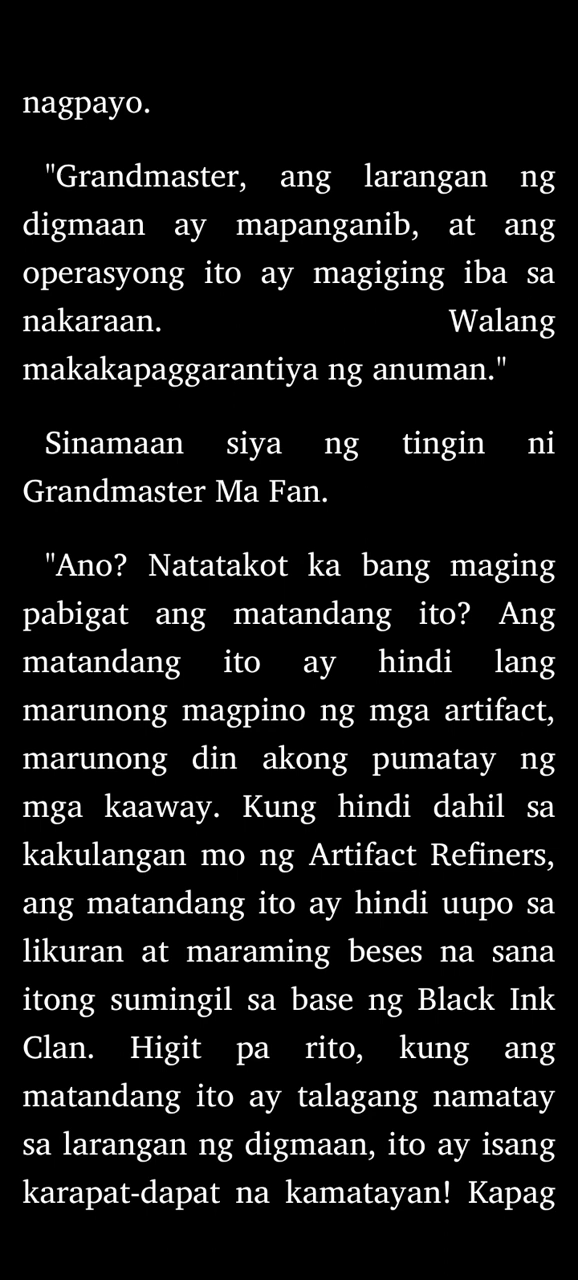 nagpayo.
"Grandmaster, ang larangan ng
digmaan ay mapanganib, at ang
operasyong ito ay magiging iba sa
nakaraan. Walang
makakapaggarantiya ng anuman."
Sinamaan siya ng tingin ni
Grandmaster Ma Fan.
"Ano? Natatakot ka bang maging
pabigat ang matandang ito? Ang
matandang ito ay hindi lang
marunong magpino ng mga artifact,
marunong din akong pumatay ng
mga kaaway. Kung hindi dahil sa
kakulangan mo ng Artifact Refiners,
ang matandang ito ay hindi uupo sa
likuran at maraming beses na sana
itong sumingil sa base ng Black Ink
Clan. Higit pa rito, kung ang
matandang ito ay talagang namatay
sa larangan ng digmaan, ito ay isang
karapat-dapat na kamatayan! Kapag